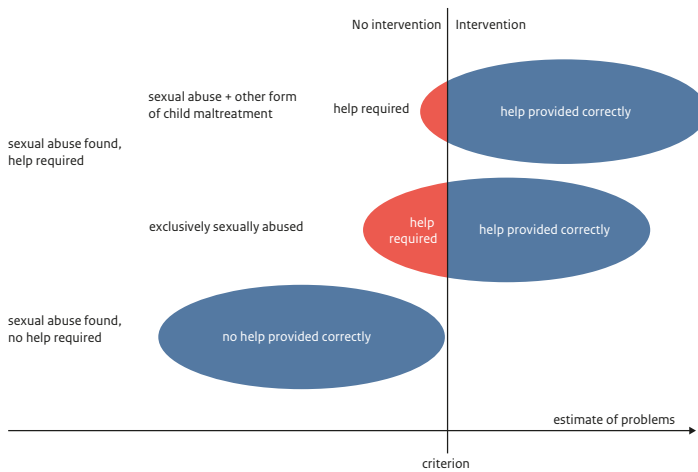 No intervention
Intervention
sexual abuse + other form
of child maltreatment
help required
help provided correctly
sexual abuse found,
help required
exclusively sexually abused
help
required
help provided correctly
sexual abuse found,
no help required
no help provided correctly
estimate of problems
criterion